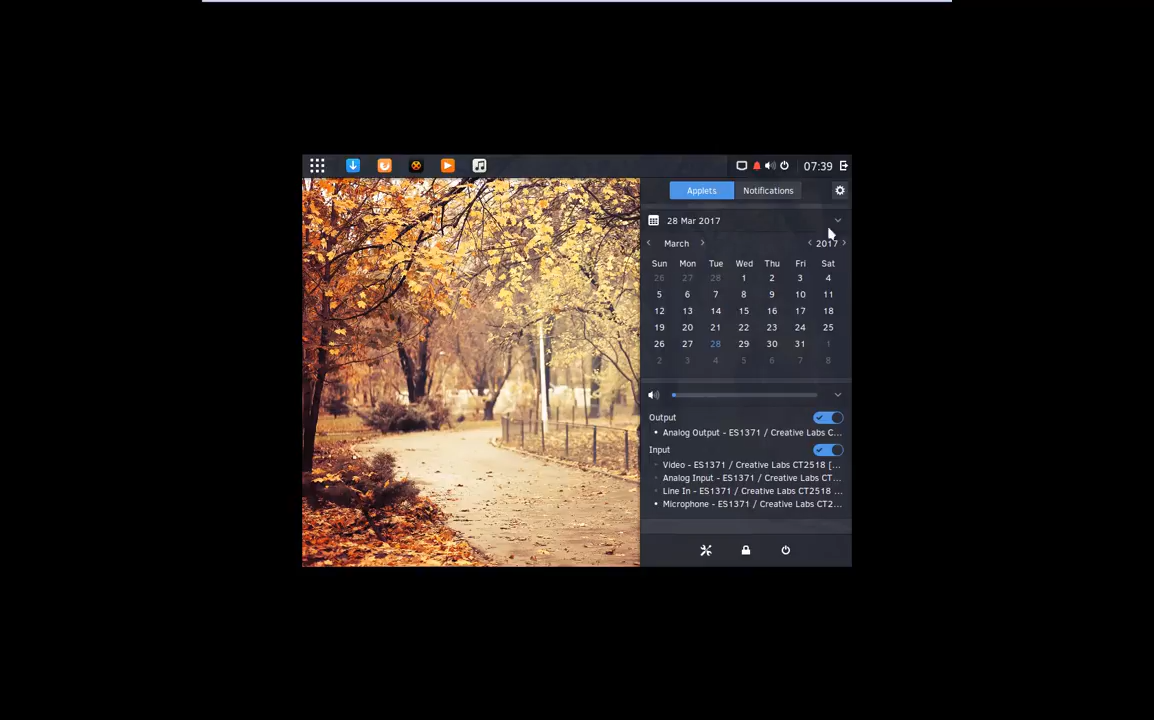 07:39
Applets Notifications
28 Mar 2017
March 2017
Sun Mon Tue Wed Thu Fri Sat
26 27 28 1 2 3 4
5 6 7 8 9 10 11
12 13 14 15 16 17 18
19 20 21 22 23 24 25
26 27 28 29 30 31 1
2 3 4 5 6 7 8
Output
Analog Output - ES1371 / Creative Labs C...
Input
Video - ES1371 / Creative Labs CT2518 [...
Analog Input - ES1371 / Creative Labs CT...
Line In - ES1371 / Creative Labs CT2518 ...
Microphone - ES1371 / Creative Labs CT2...